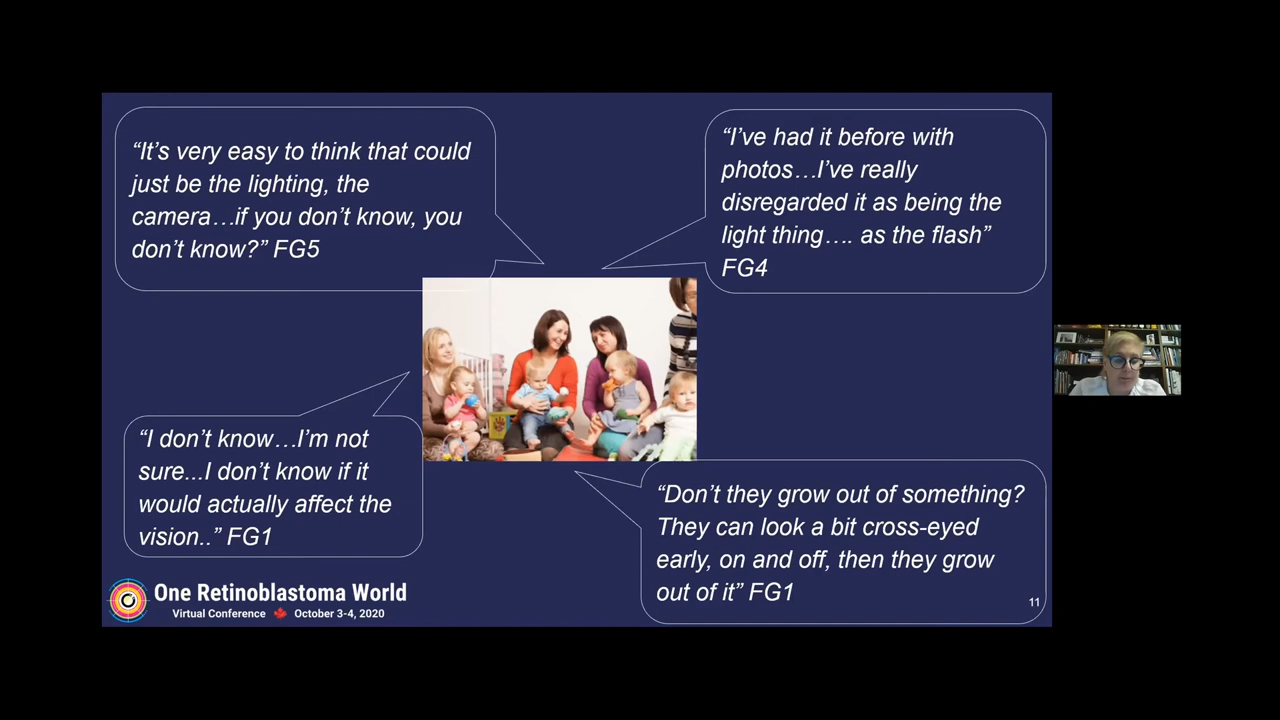 “It’s very easy to think that could
just be the lighting, the
camera…if you don’t know, you
don’t know?” FG5
“I’ve had it before with
photos…I’ve really
disregarded it as being the
light thing…. as the flash”
FG4
“I don’t know…I’m not
sure...I don’t know if it
would actually affect the
vision..” FG1
“Don’t they grow out of something?
They can look a bit cross-eyed
early, on and off, then they grow
out of it” FG1
One Retinoblastoma World
Virtual Conference October 3-4, 2020
11